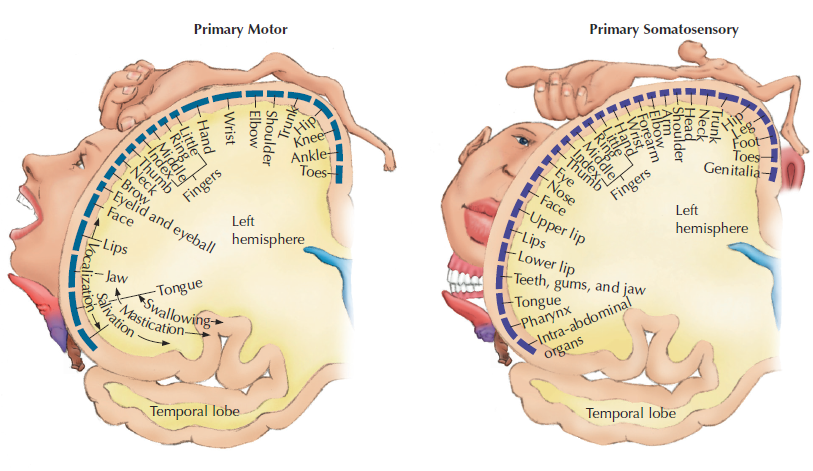 Primary Motor
Toes
Ankle
Knee
Hip
Trunk
Shoulder
Elbow
Wrist
Hand
Little
Ring
Middle
Index
Thumb
Fingers
Neck
Brow
Eyelid and eyeball
Face
Lips
Vocalization
Jaw
Tongue
Swallowing
Mastication
Salivation
Left
hemisphere
Temporal lobe
Primary Somatosensory
Genitalia
Toes
Foot
Leg
Hip
Trunk
Neck
Head
Shoulder
Arm
Elbow
Forearm
Wrist
Hand
Little
Ring
Middle
Index
Thumb
Fingers
Eye
Nose
Face
Upper lip
Lips
Lower lip
Teeth, gums, and jaw
Tongue
Pharynx
Intra-abdominal
organs
Left
hemisphere
Temporal lobe